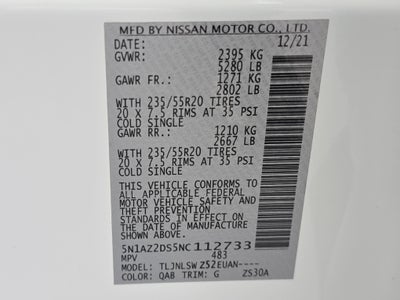 MFD BY NISSAN MOTOR CO., LTD.
DATE: 12/21
GVWR: 2395 KG
5280 LB
GAWR FR.: 1271 KG
2802 LB
WITH 235/55R20 TIRES
20 X 7.5 RIMS AT 35 PSI
COLD SINGLE
GAWR RR.: 1210 KG
2667 LB
WITH 235/55R20 TIRES
20 X 7.5 RIMS AT 35 PSI
COLD SINGLE
THIS VEHICLE CONFORMS TO
ALL APPLICABLE FEDERAL
MOTOR VEHICLE SAFETY
STANDARDS IN EFFECT ON THE
DATE OF MANUFACTURE
SHOWN ABOVE.
5N1AZ2DS5NC112733
MPV 483
MODEL: TLJNLSWZ52EUAN----
COLOR: QAB TRIM: G ZS30A